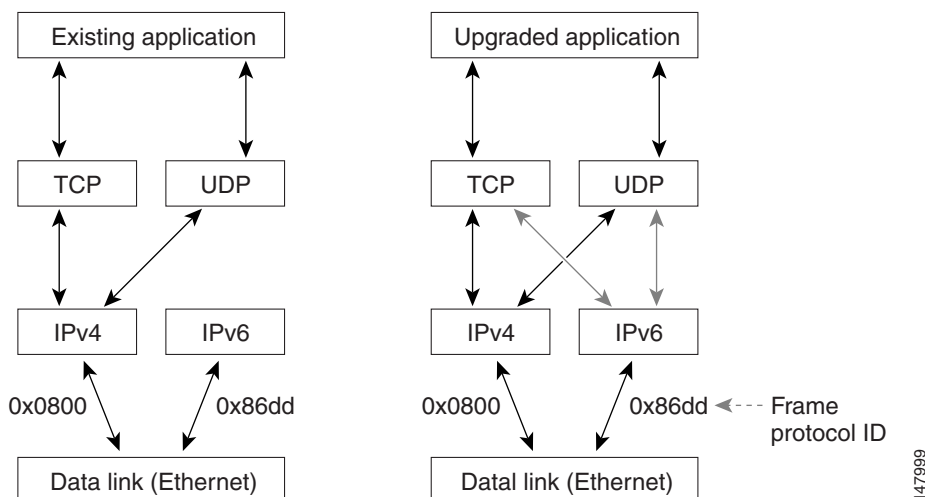 Existing application
TCP
UDP
IPv4
IPv6
0x0800
0x86dd
Data link (Ethernet)
Upgraded application
TCP
UDP
IPv4
IPv6
0x0800
0x86dd
Frame
protocol ID
Datal link (Ethernet)